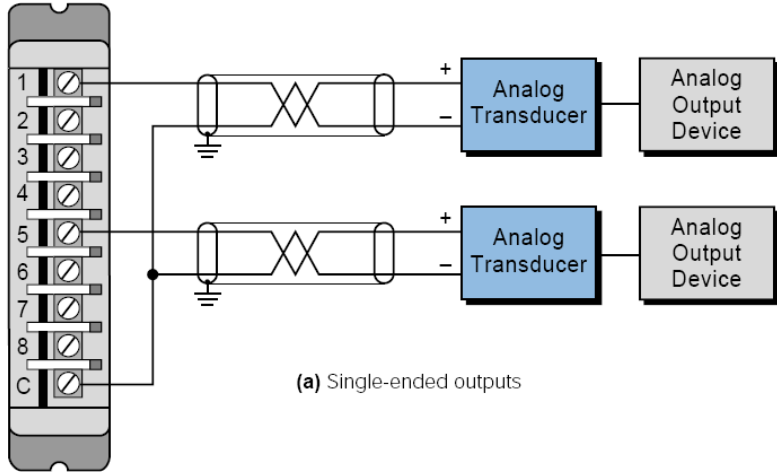 1
2
3
4
5
6
7
8
C
+
−
Analog
Transducer
Analog
Output
Device
+
−
Analog
Transducer
Analog
Output
Device
(a) Single-ended outputs